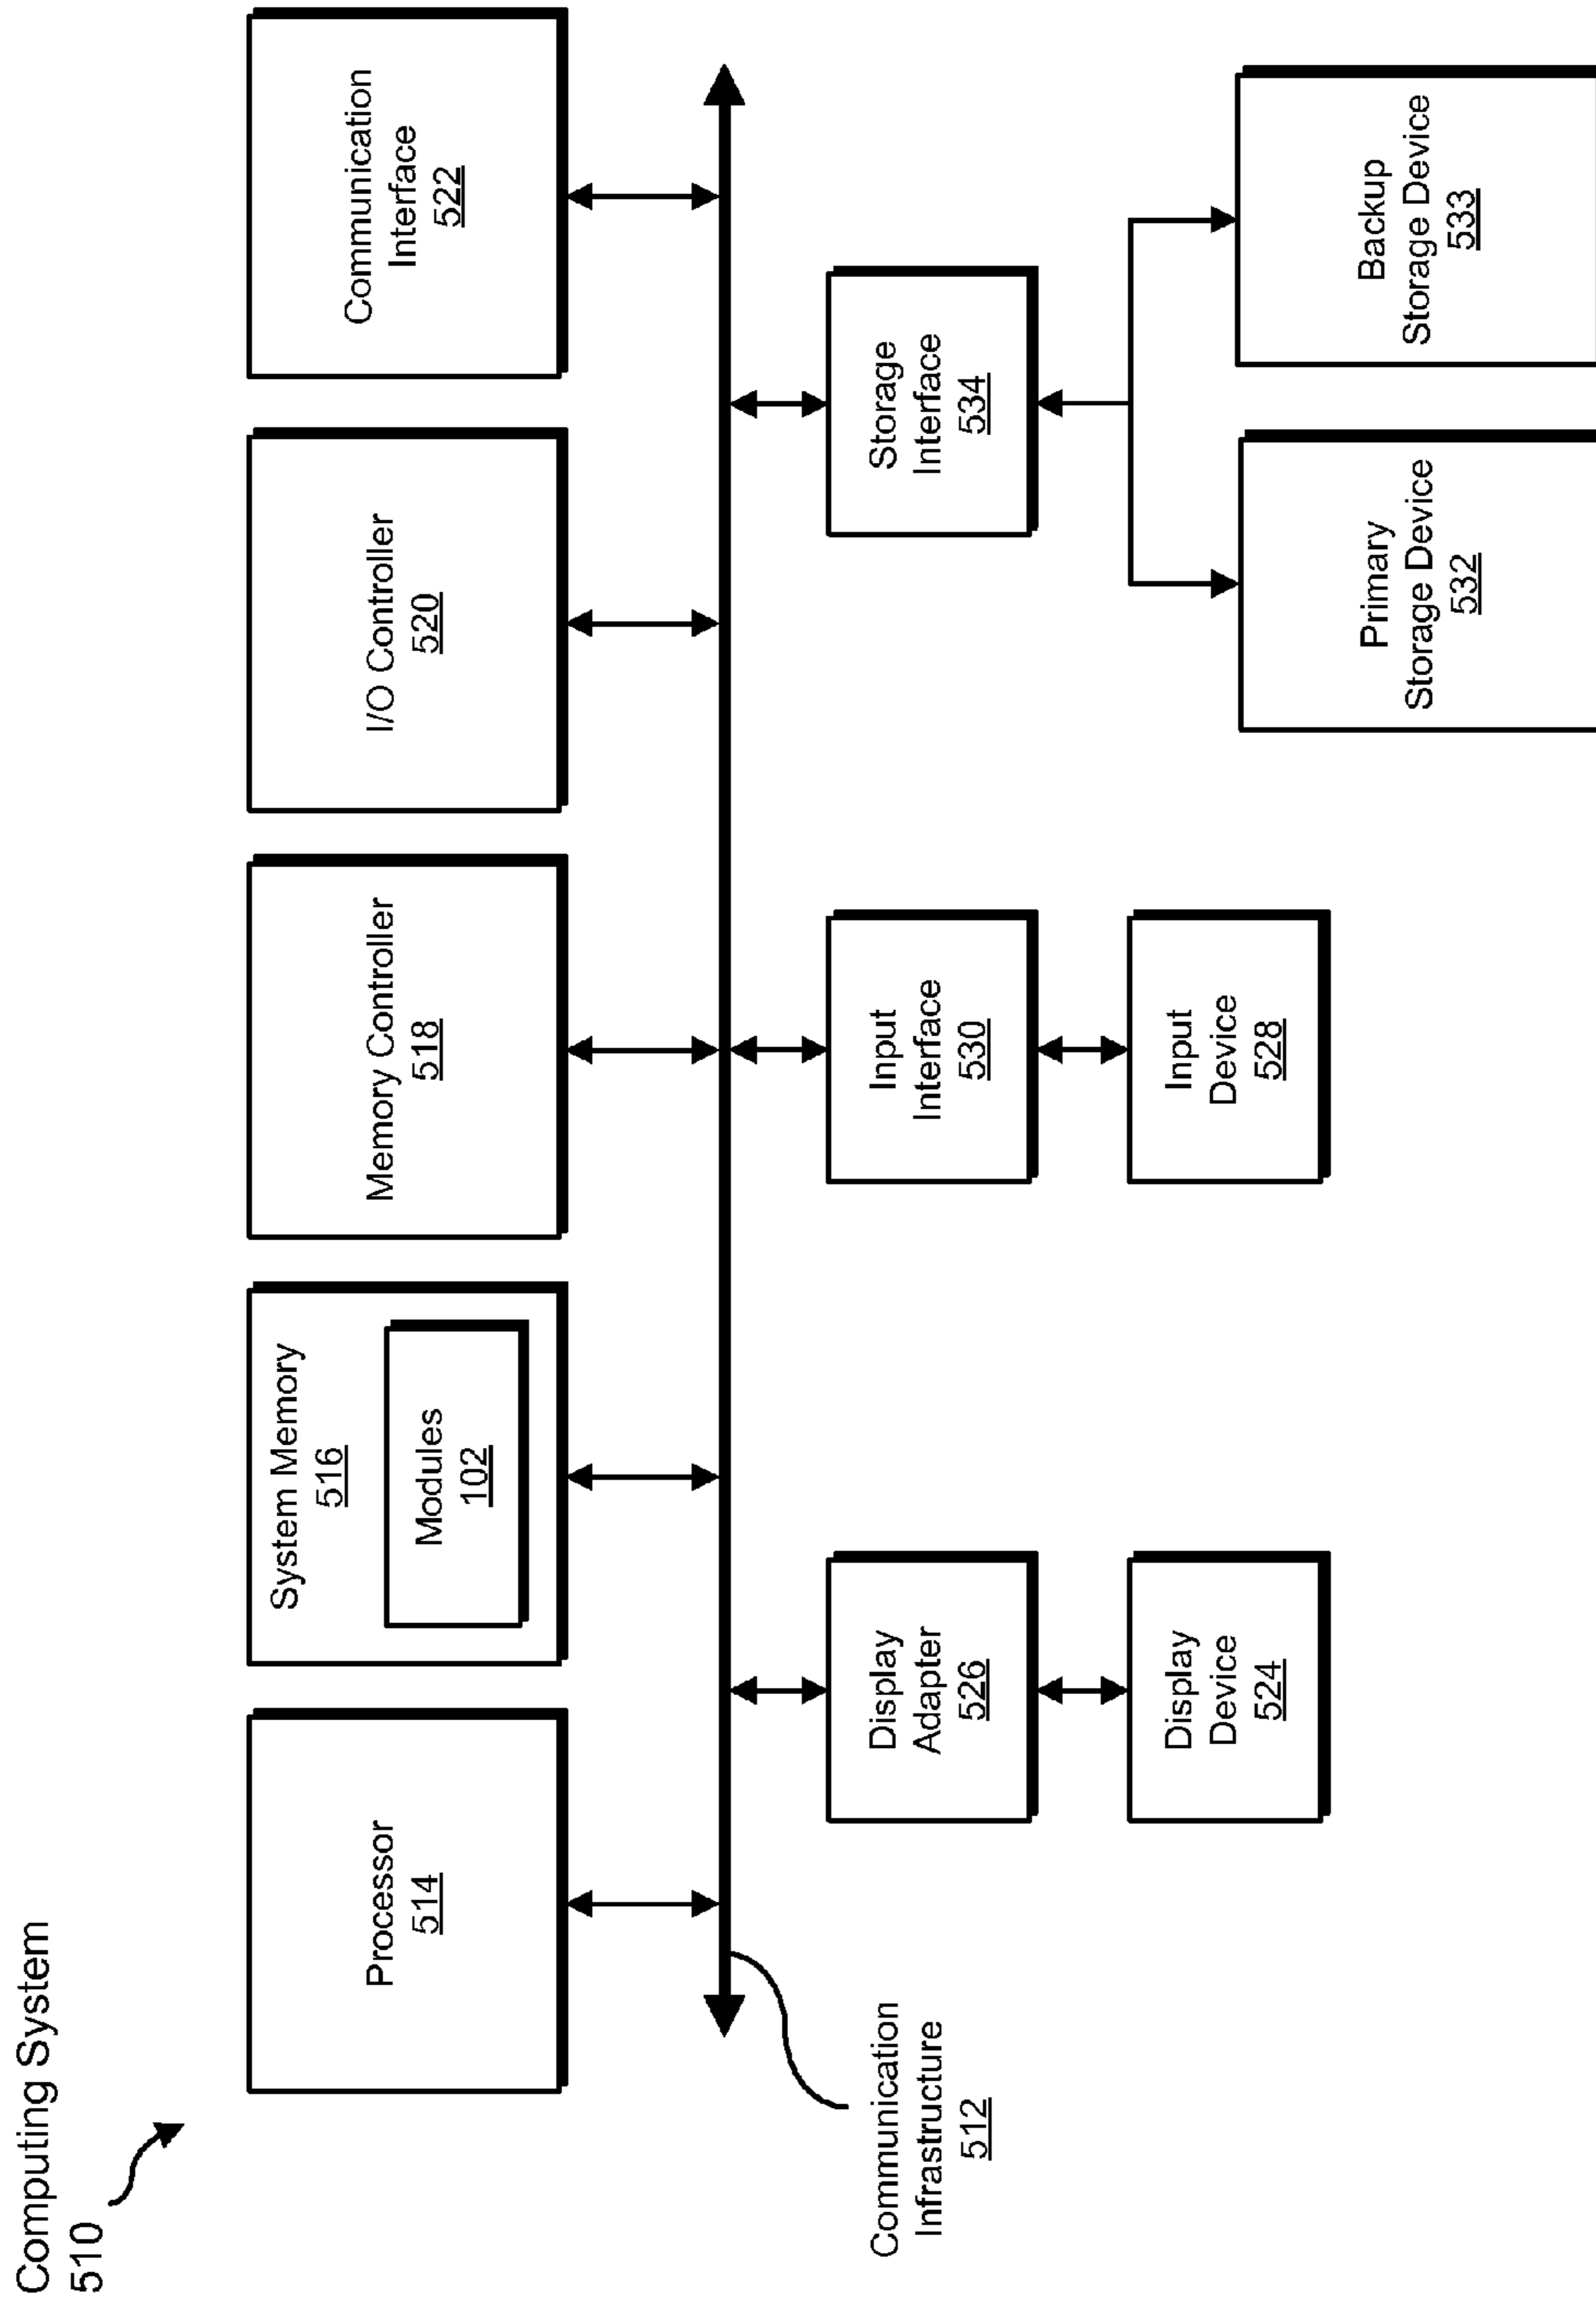 Computing System
510
Processor
514
System Memory
516
Modules
102
Memory Controller
518
I/O Controller
520
Communication
Interface
522
Communication
Infrastructure
512
Display
Adapter
526
Input
Interface
530
Storage
Interface
534
Display
Device
524
Input
Device
528
Primary
Storage Device
532
Backup
Storage Device
533